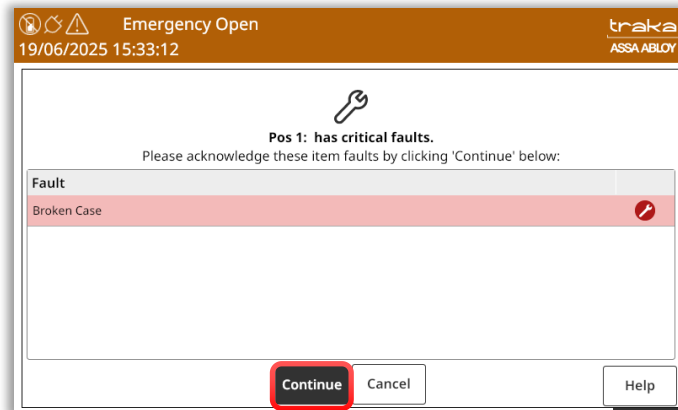 Emergency Open
traka
19/06/2025 15:33:12
ASSA ABLOY
Pos 1:  has critical faults.
Please acknowledge these item faults by clicking 'Continue' below:
Fault
Broken Case
Continue
Cancel
Help